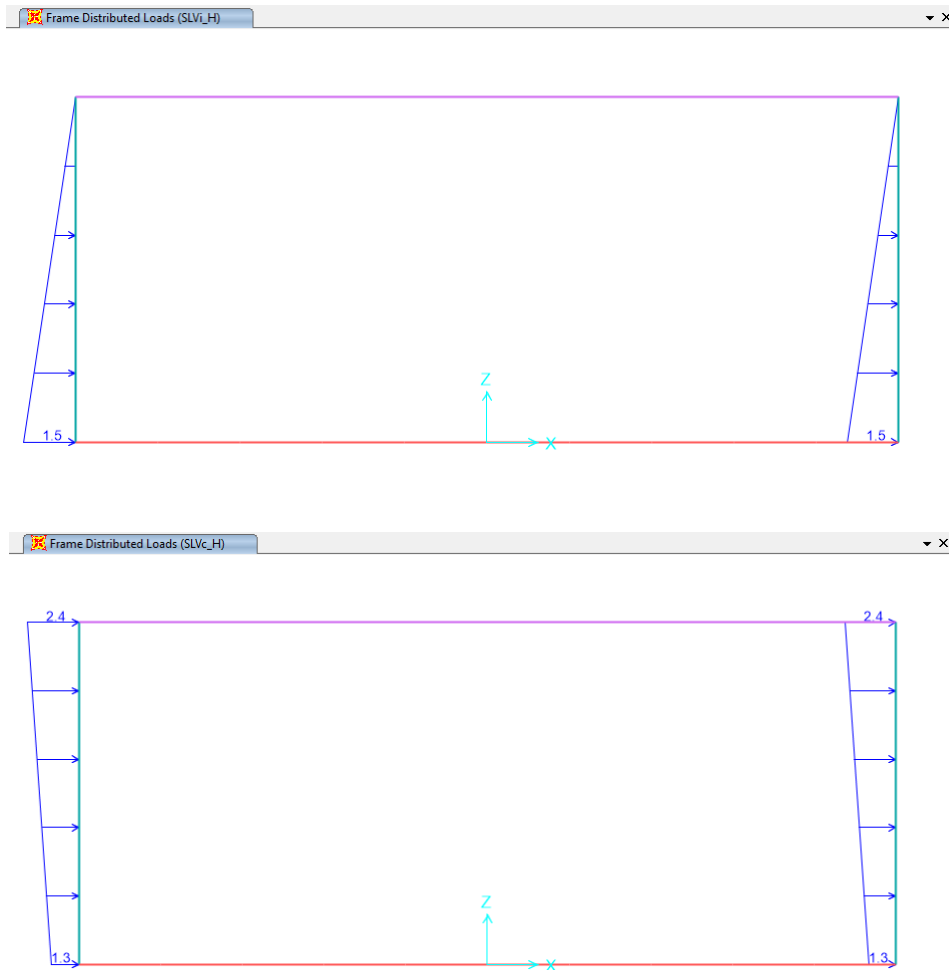 Frame Distributed Loads (SLVi_H)
Z
1.5
1.5
X
Frame Distributed Loads (SLVc_H)
2.4
2.4
Z
1.3
1.3
X